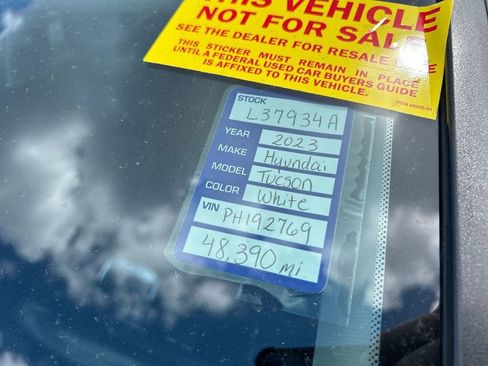 THIS VEHICLE
NOT FOR SALE
SEE THE DEALER FOR RESALE DATE
THIS STICKER MUST REMAIN IN PLACE
UNTIL A FEDERAL USED CAR BUYERS GUIDE
IS AFFIXED TO THIS VEHICLE.
STOCK
L37934A
YEAR 2023
MAKE Hyundai
MODEL Tucson
COLOR White
VIN PH192769
48,390 mi